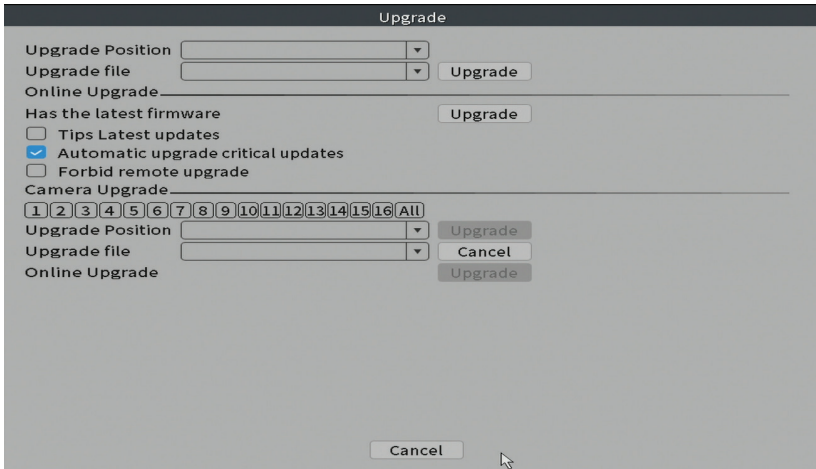 Upgrade
Upgrade Position
Upgrade file Upgrade
Online Upgrade
Has the latest firmware Upgrade
Tips Latest updates
Automatic upgrade critical updates
Forbid remote upgrade
Camera Upgrade
1 2 3 4 5 6 7 8 9 10 11 12 13 14 15 16 All
Upgrade Position Upgrade
Upgrade file Cancel
Online Upgrade Upgrade
Cancel